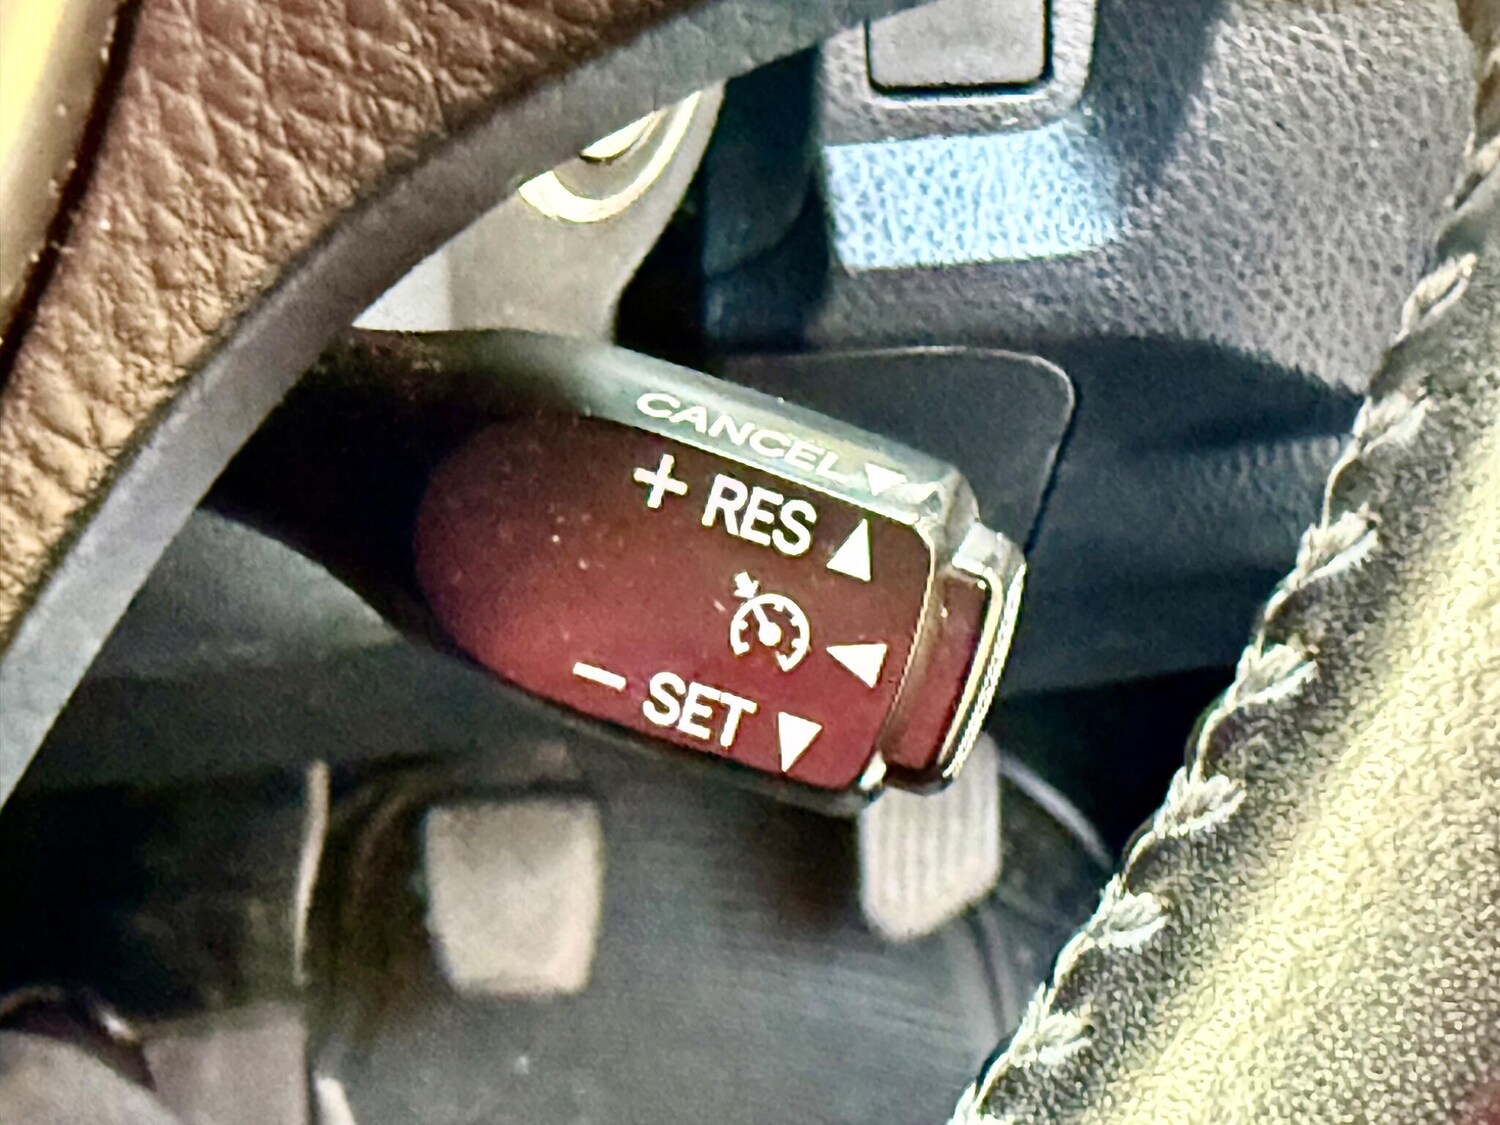 CANCEL▼
+ RES ▲
◄
− SET ▼